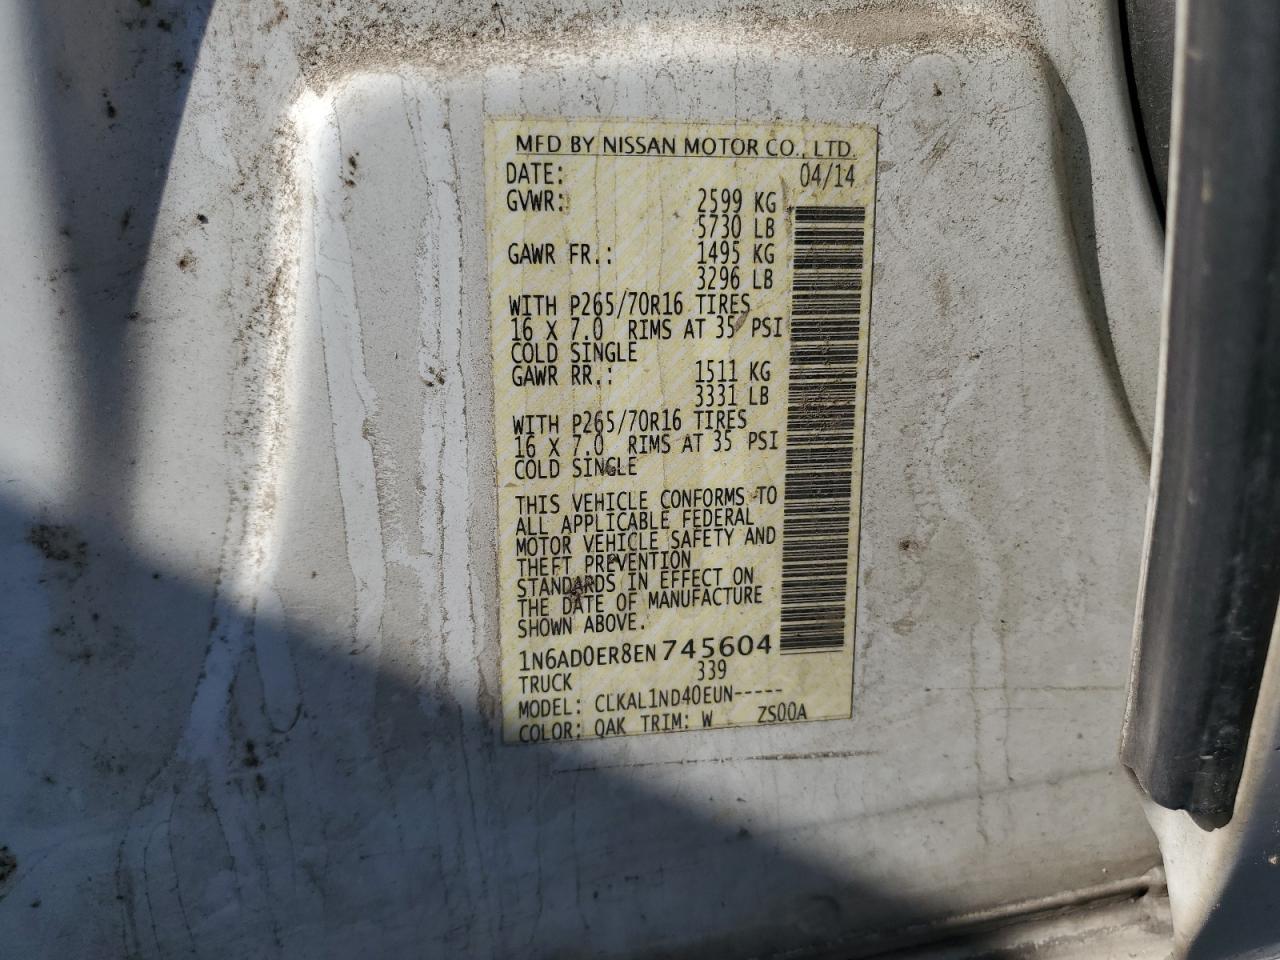 MFD BY NISSAN MOTOR CO., LTD.
DATE: 04/14
GVWR: 2599 KG
5730 LB
GAWR FR.: 1495 KG
3296 LB
WITH P265/70R16 TIRES
16 X 7.0 RIMS AT 35 PSI
COLD SINGLE
GAWR RR.: 1511 KG
3331 LB
WITH P265/70R16 TIRES
16 X 7.0 RIMS AT 35 PSI
COLD SINGLE
THIS VEHICLE CONFORMS TO
ALL APPLICABLE FEDERAL
MOTOR VEHICLE SAFETY AND
THEFT PREVENTION
STANDARDS IN EFFECT ON
THE DATE OF MANUFACTURE
SHOWN ABOVE.
1N6AD0ER8EN745604
TRUCK 339
MODEL: CLKAL1ND40EUN-----
COLOR: QAK TRIM: W ZS00A